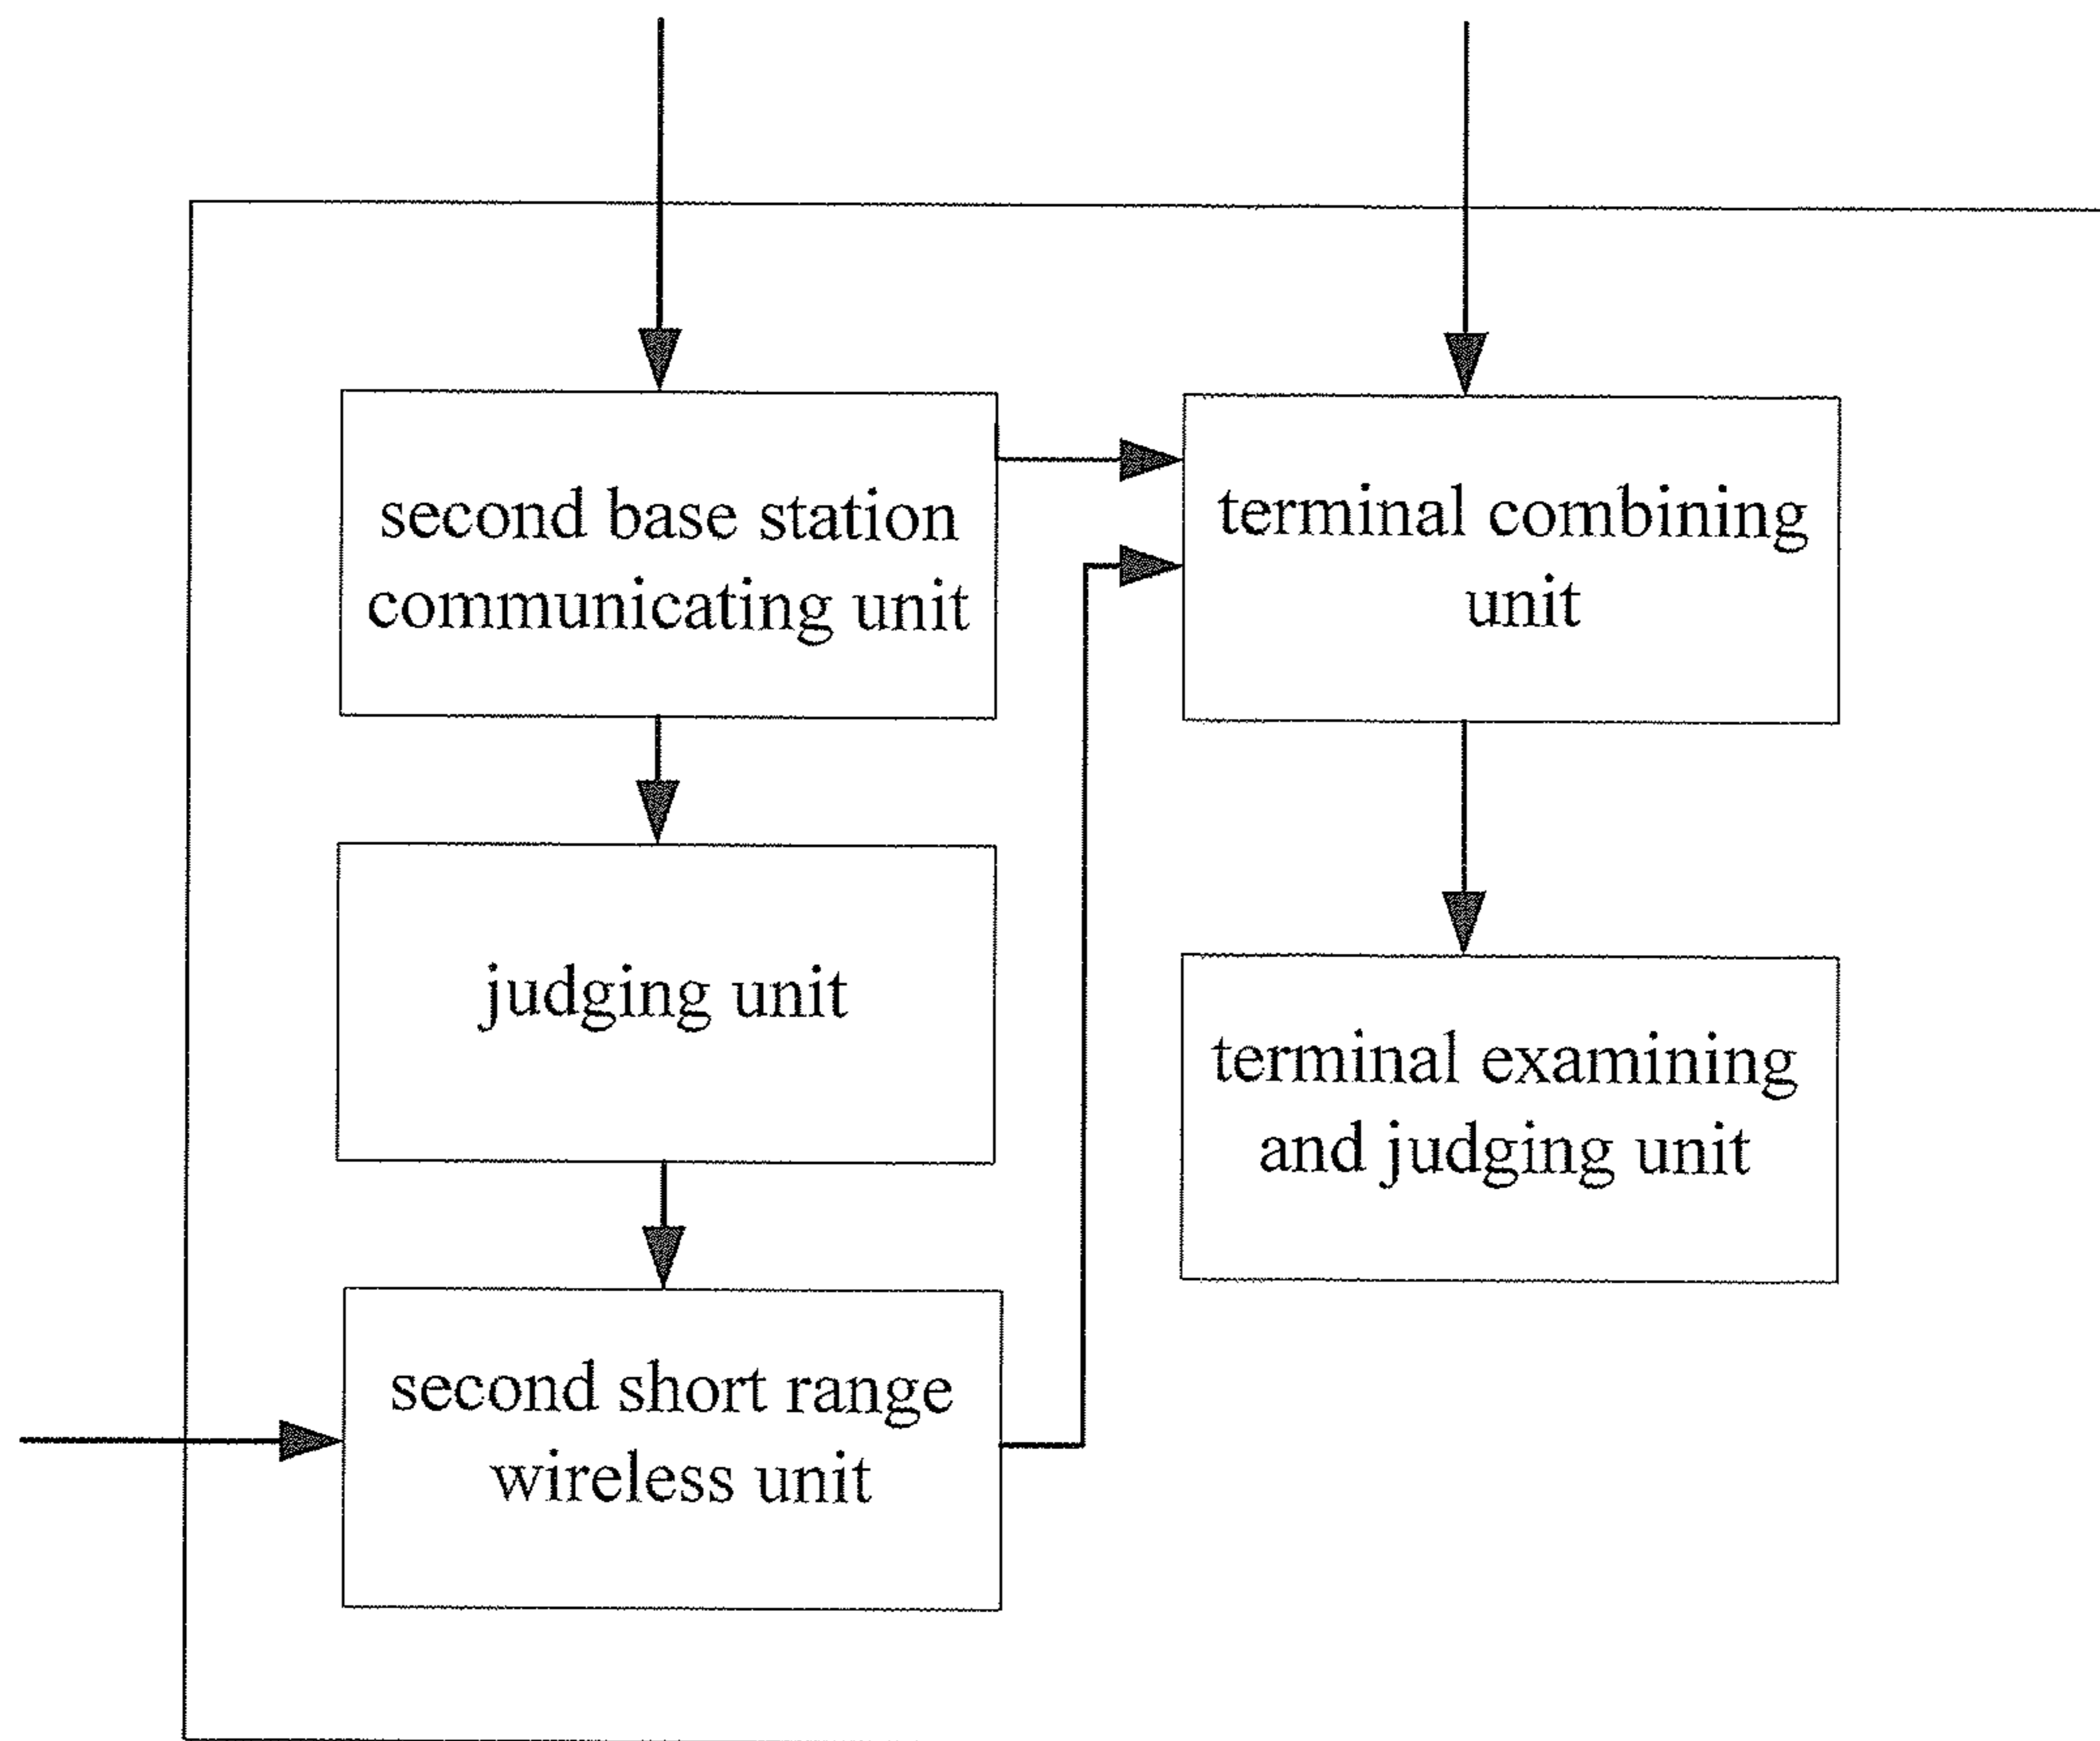 second base station
communicating unit
terminal combining
unit
judging unit
terminal examining
and judging unit
second short range
wireless unit